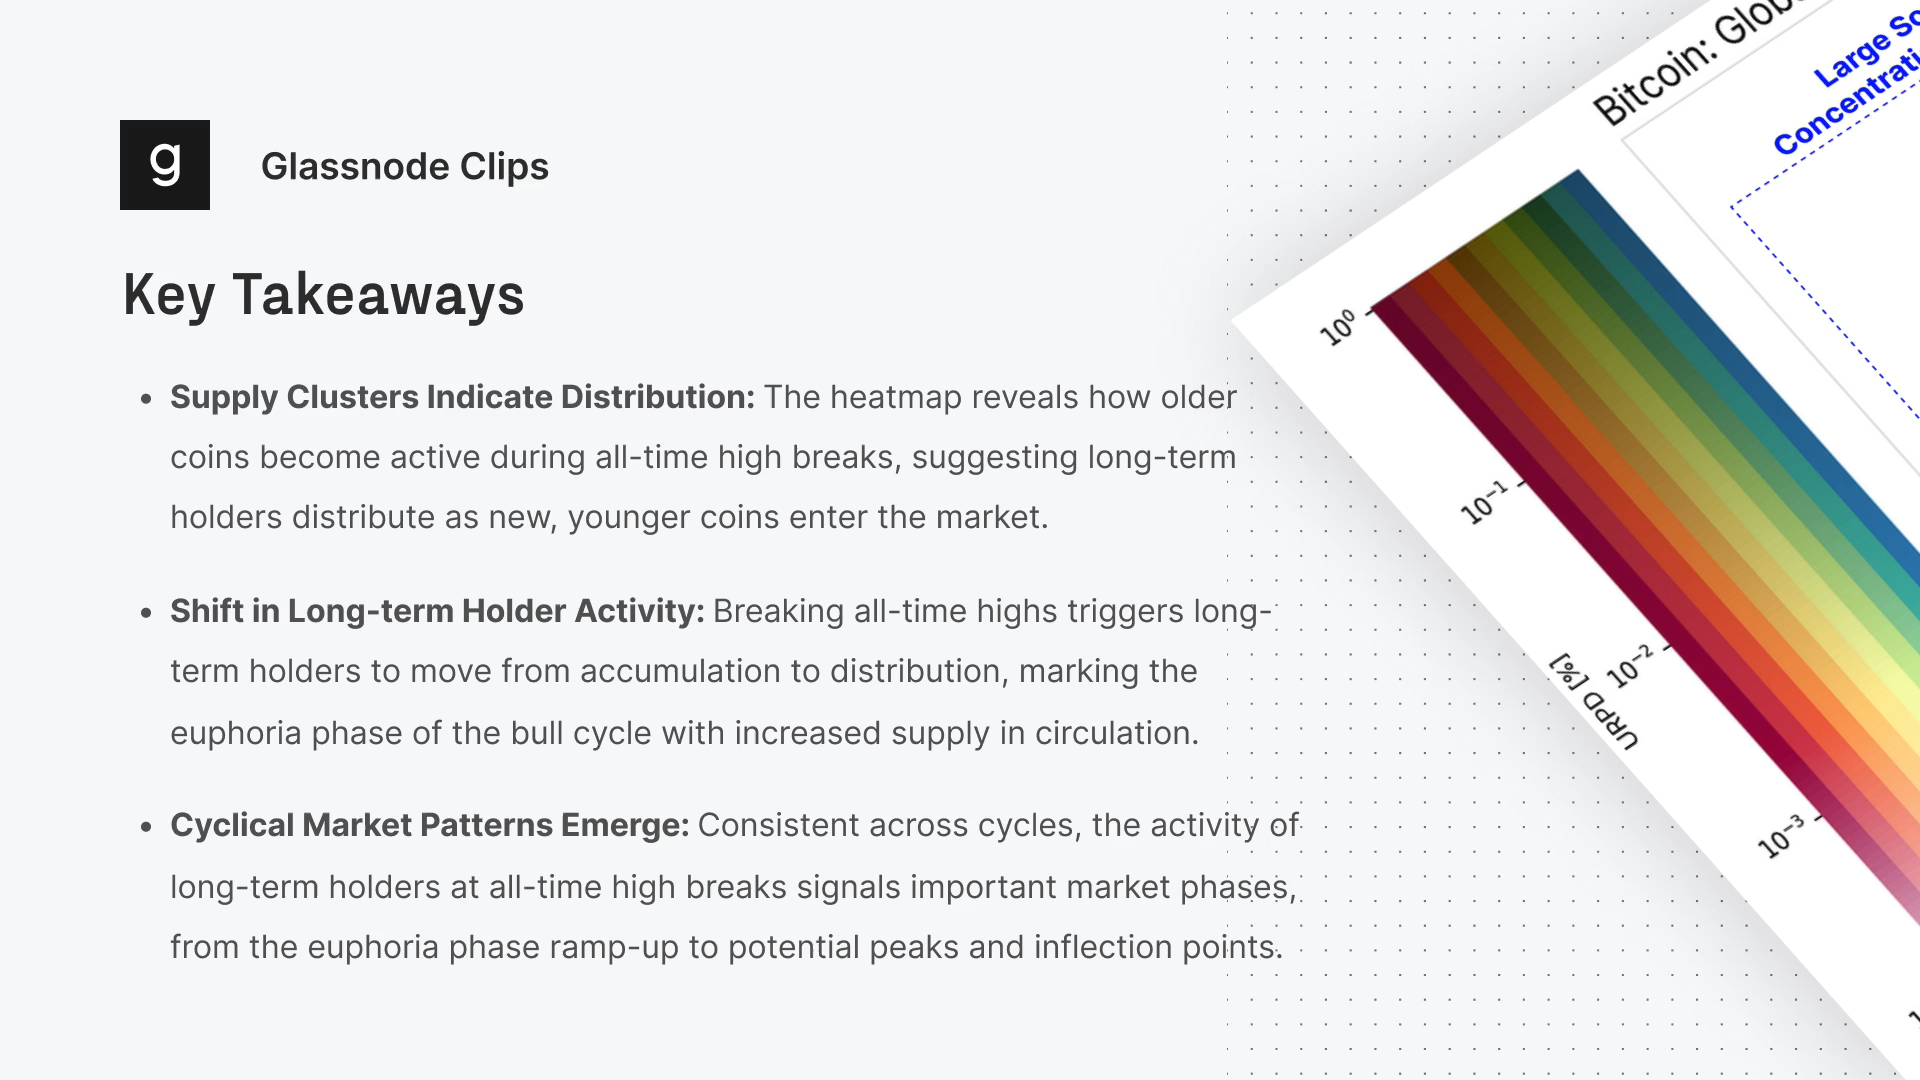 g
Glassnode Clips
Key Takeaways
• Supply Clusters Indicate Distribution: The heatmap reveals how older
coins become active during all-time high breaks, suggesting long-term
holders distribute as new, younger coins enter the market.
• Shift in Long-term Holder Activity: Breaking all-time highs triggers long-
term holders to move from accumulation to distribution, marking the
euphoria phase of the bull cycle with increased supply in circulation.
• Cyclical Market Patterns Emerge: Consistent across cycles, the activity of
long-term holders at all-time high breaks signals important market phases,
from the euphoria phase ramp-up to potential peaks and inflection points.
Bitcoin:
Large
10⁰
10⁻¹
10⁻²
10⁻³
URPD [%]